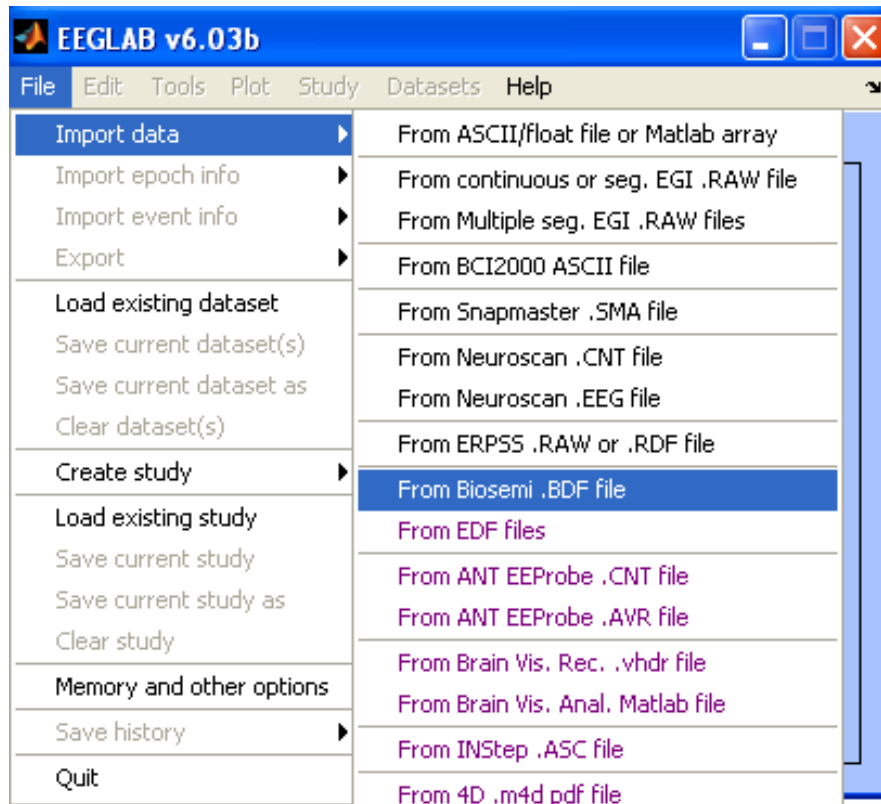 EEGLAB v6.03b
File Edit Tools Plot Study Datasets Help
Import data
Import epoch info
Import event info
Export
Load existing dataset
Save current dataset(s)
Save current dataset as
Clear dataset(s)
Create study
Load existing study
Save current study
Save current study as
Clear study
Memory and other options
Save history
Quit
From ASCII/float file or Matlab array
From continuous or seg. EGI .RAW file
From Multiple seg. EGI .RAW files
From BCI2000 ASCII file
From Snapmaster .SMA file
From Neuroscan .CNT file
From Neuroscan .EEG file
From ERPSS .RAW or .RDF file
From Biosemi .BDF file
From EDF files
From ANT EEProbe .CNT file
From ANT EEProbe .AVR file
From Brain Vis. Rec. .vhdr file
From Brain Vis. Anal. Matlab file
From INStep .ASC file
From 4D .m4d pdf file